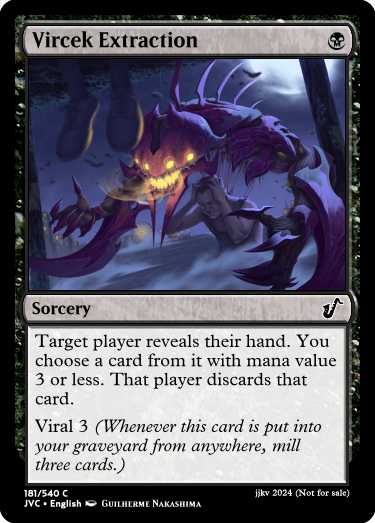 Vircek Extraction
Sorcery
Target player reveals their hand. You
choose a card from it with mana value
3 or less. That player discards that
card.
Viral 3 (Whenever this card is put into
your graveyard from anywhere, mill
three cards.)
181/540 C
jjkv 2024 (Not for sale)
JVC • English Guilherme Nakashima